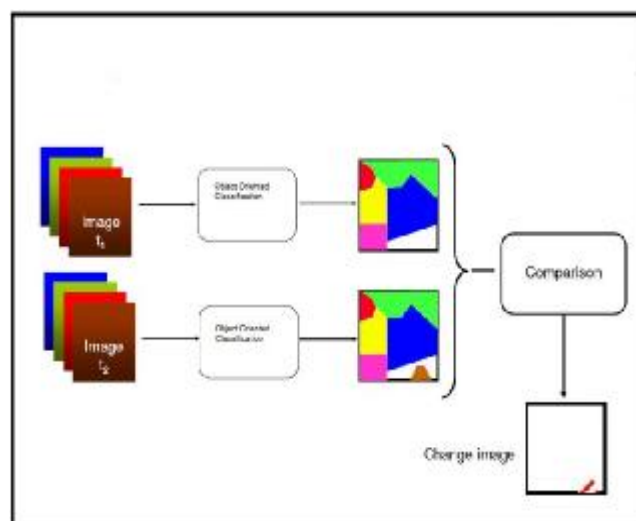 Image
t₁
Object Oriented
Classification
Image
t₂
Object Oriented
Classification
Comparison
Change image